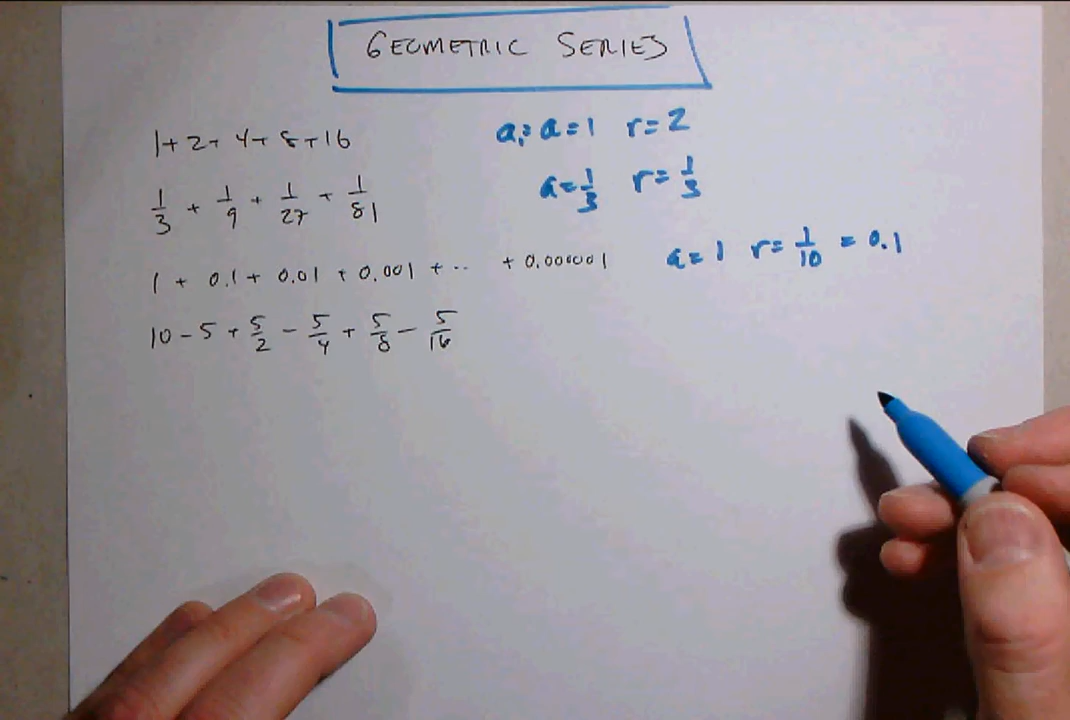 GEOMETRIC SERIES
1+2+4+8+16 a₁=a=1 r=2
1/3 + 1/9 + 1/27 + 1/81 a=1/3 r=1/3
1 + 0.1 + 0.01 + 0.001 + ... + 0.000001 a=1 r=1/10 = 0.1
10-5+5/2-5/4+5/8-5/16